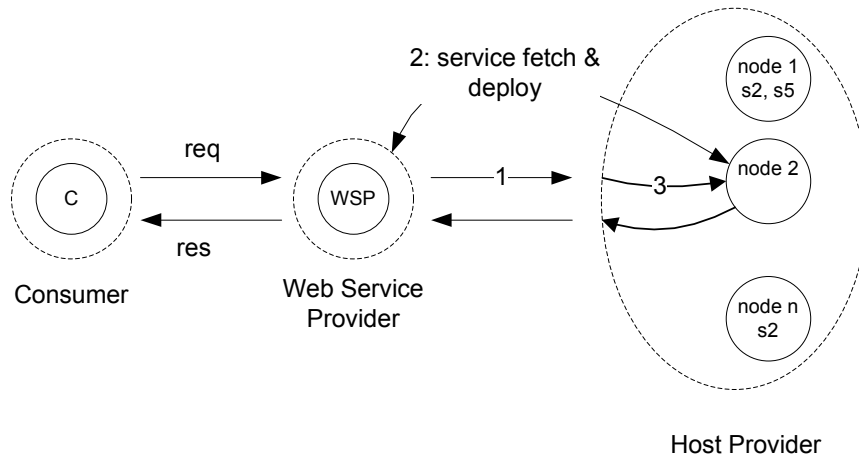 2: service fetch &
deploy
node 1
s2, s5
req
1
node 2
3
C
WSP
res
Consumer
Web Service
Provider
node n
s2
Host Provider